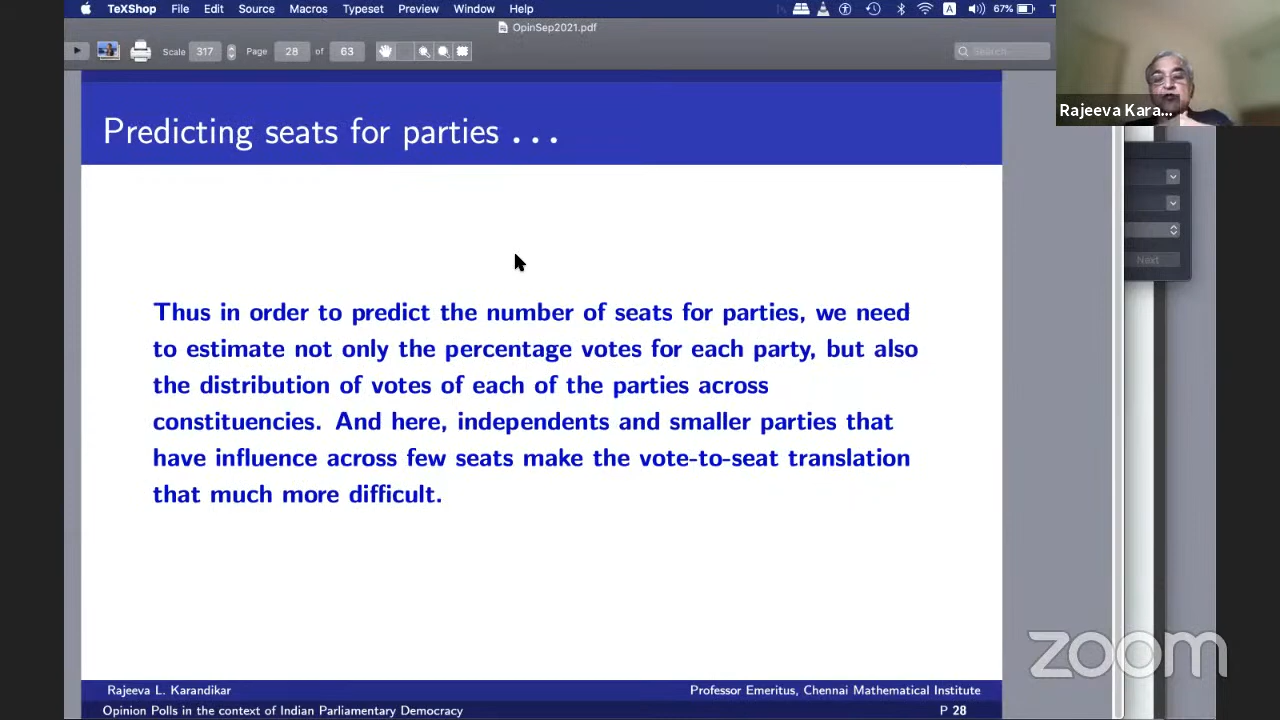 TeXShop File Edit Source Macros Typeset Preview Window Help A 67%
OpinSep2021.pdf
Scale 317 Page 28 of 63 Search
Rajeeva Kara...
Predicting seats for parties ...
Next
Thus in order to predict the number of seats for parties, we need
to estimate not only the percentage votes for each party, but also
the distribution of votes of each of the parties across
constituencies. And here, independents and smaller parties that
have influence across few seats make the vote-to-seat translation
that much more difficult.
zoom
Rajeeva L. Karandikar Professor Emeritus, Chennai Mathematical Institute
Opinion Polls in the context of Indian Parliamentary Democracy P 28